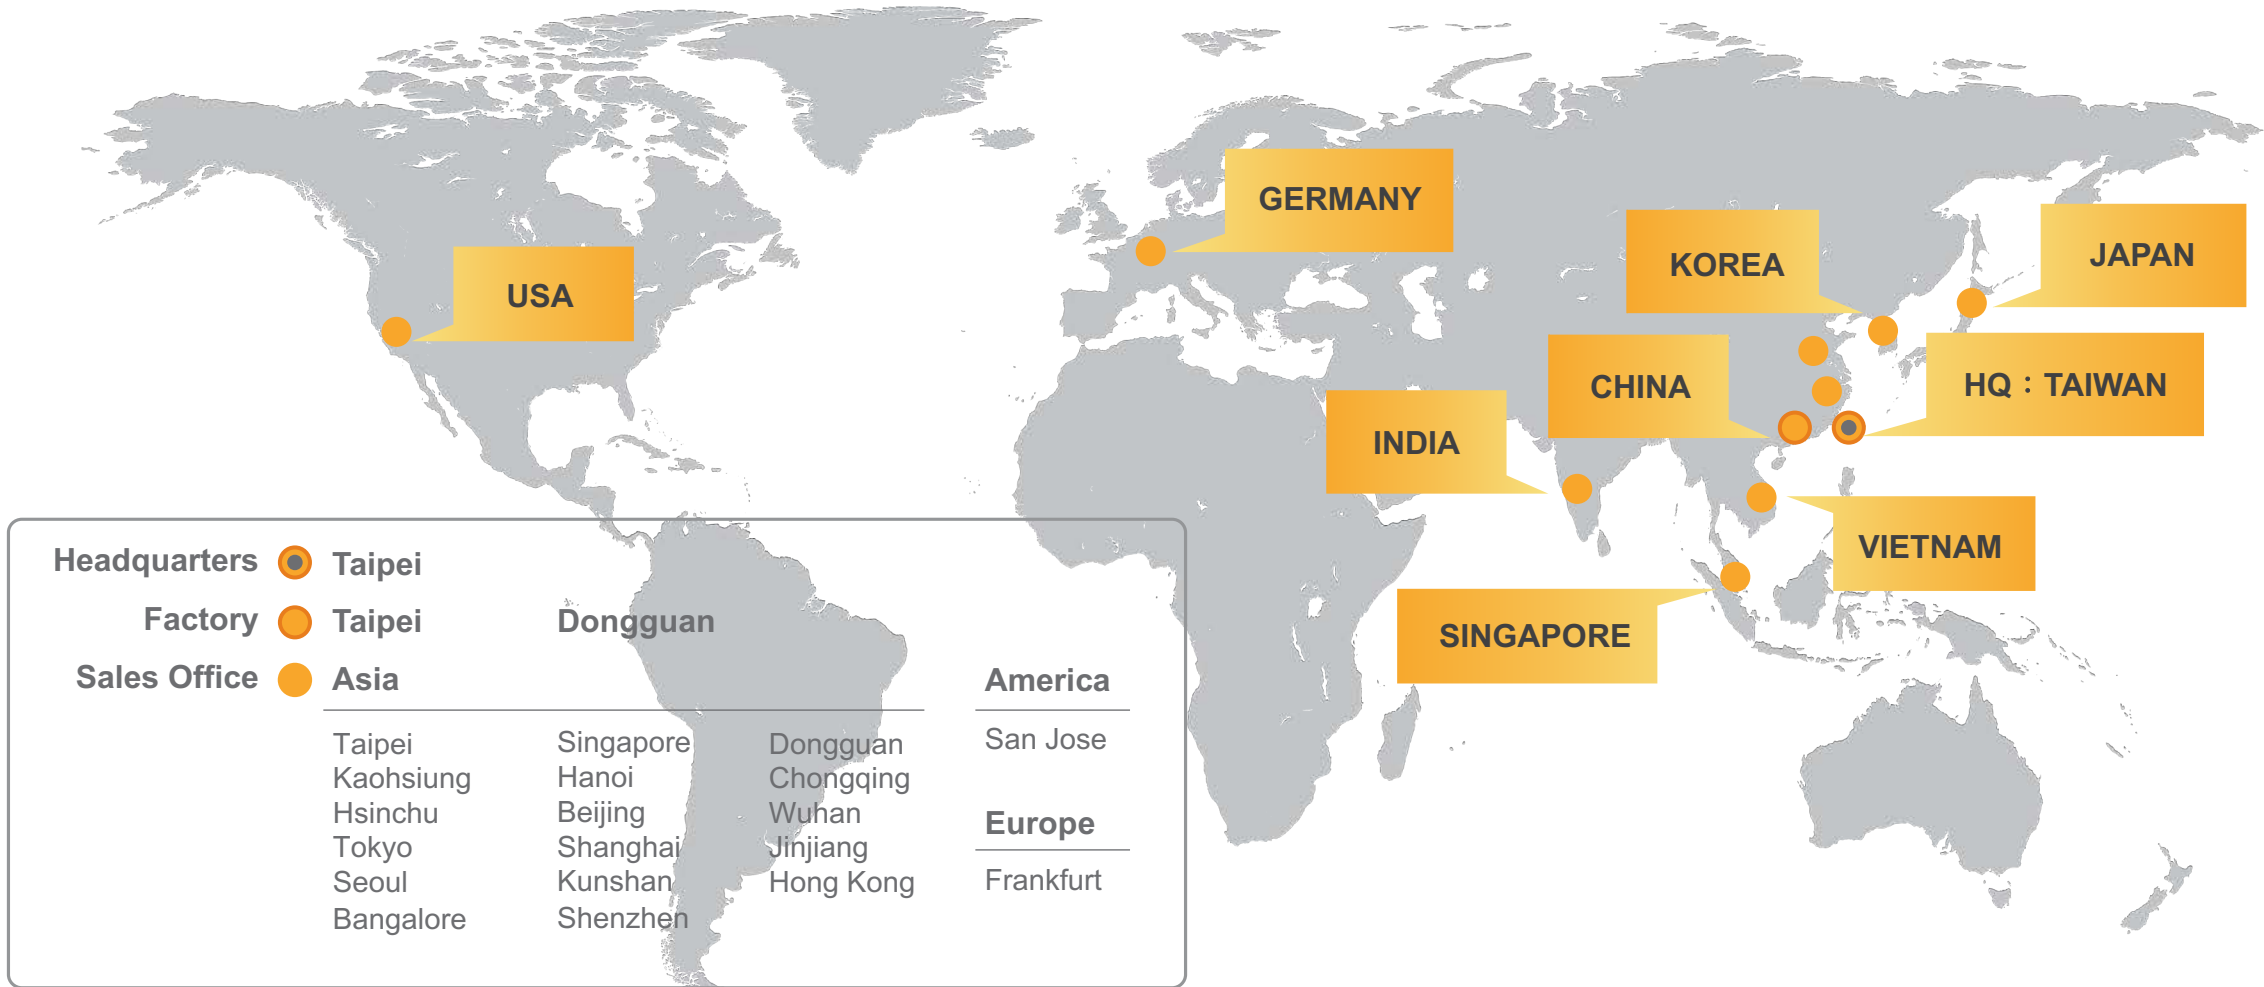 GERMANY
JAPAN
KOREA
USA
HQ：TAIWAN
CHINA
INDIA
VIETNAM
SINGAPORE
Headquarters Taipei
Factory Taipei Dongguan
Sales Office Asia
Taipei
Kaohsiung
Hsinchu
Tokyo
Seoul
Bangalore
Singapore
Hanoi
Beijing
Shanghai
Kunshan
Shenzhen
Dongguan
Chongqing
Wuhan
Jinjiang
Hong Kong
America
San Jose
Europe
Frankfurt